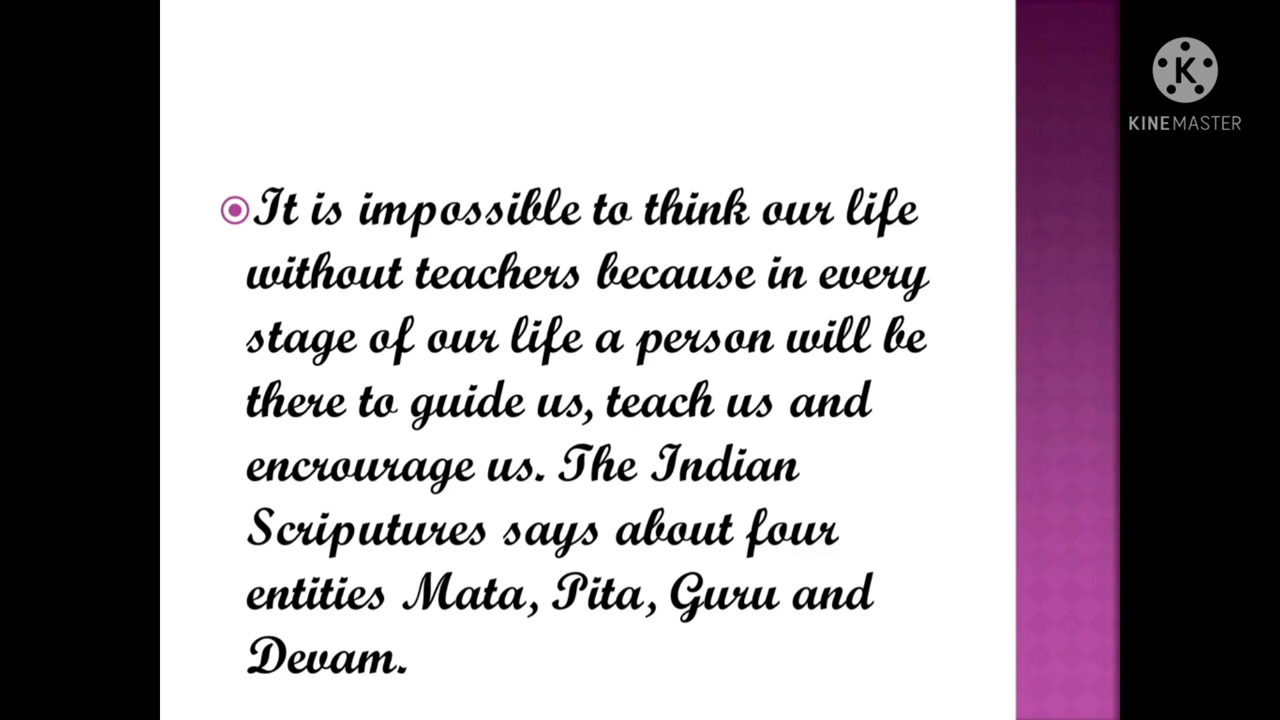 It is impossible to think our life
without teachers because in every
stage of our life a person will be
there to guide us, teach us and
encrourage us. The Indian
Scriputures says about four
entities Mata, Pita, Guru and
Devam.
K
KINEMASTER